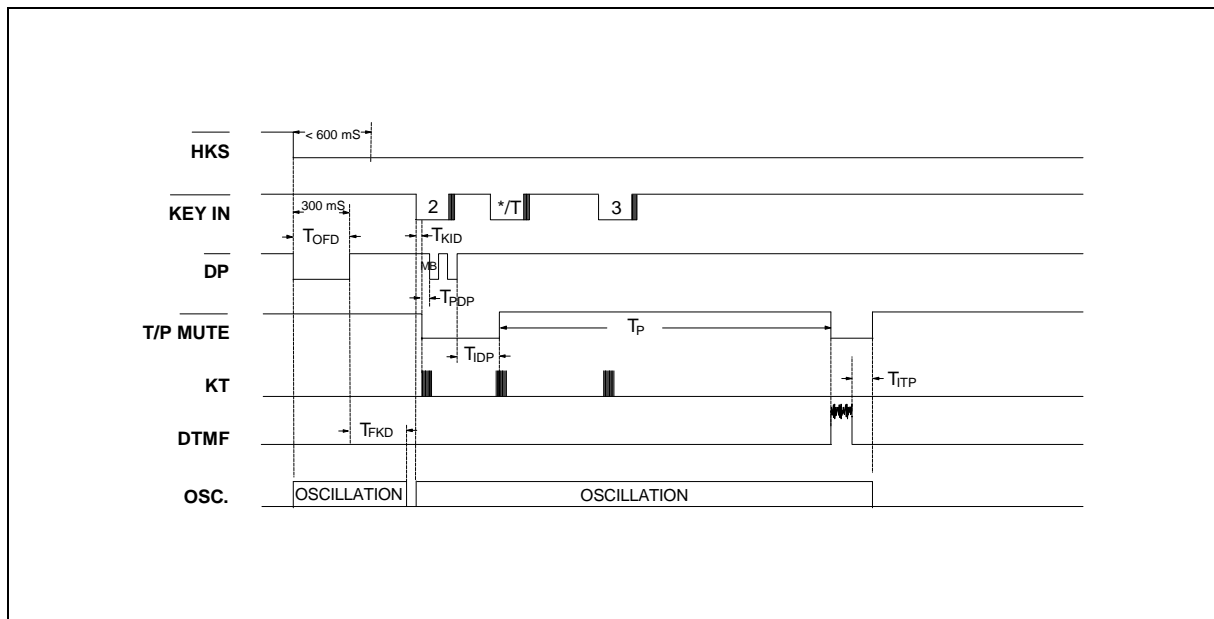 < 600 mS
HKS
KEY IN
2
*/T
3
300 mS
TOFD
TKID
DP
MB
TPDP
T/P MUTE
TP
TIDP
KT
TITP
DTMF
TFKD
OSC.
OSCILLATION
OSCILLATION